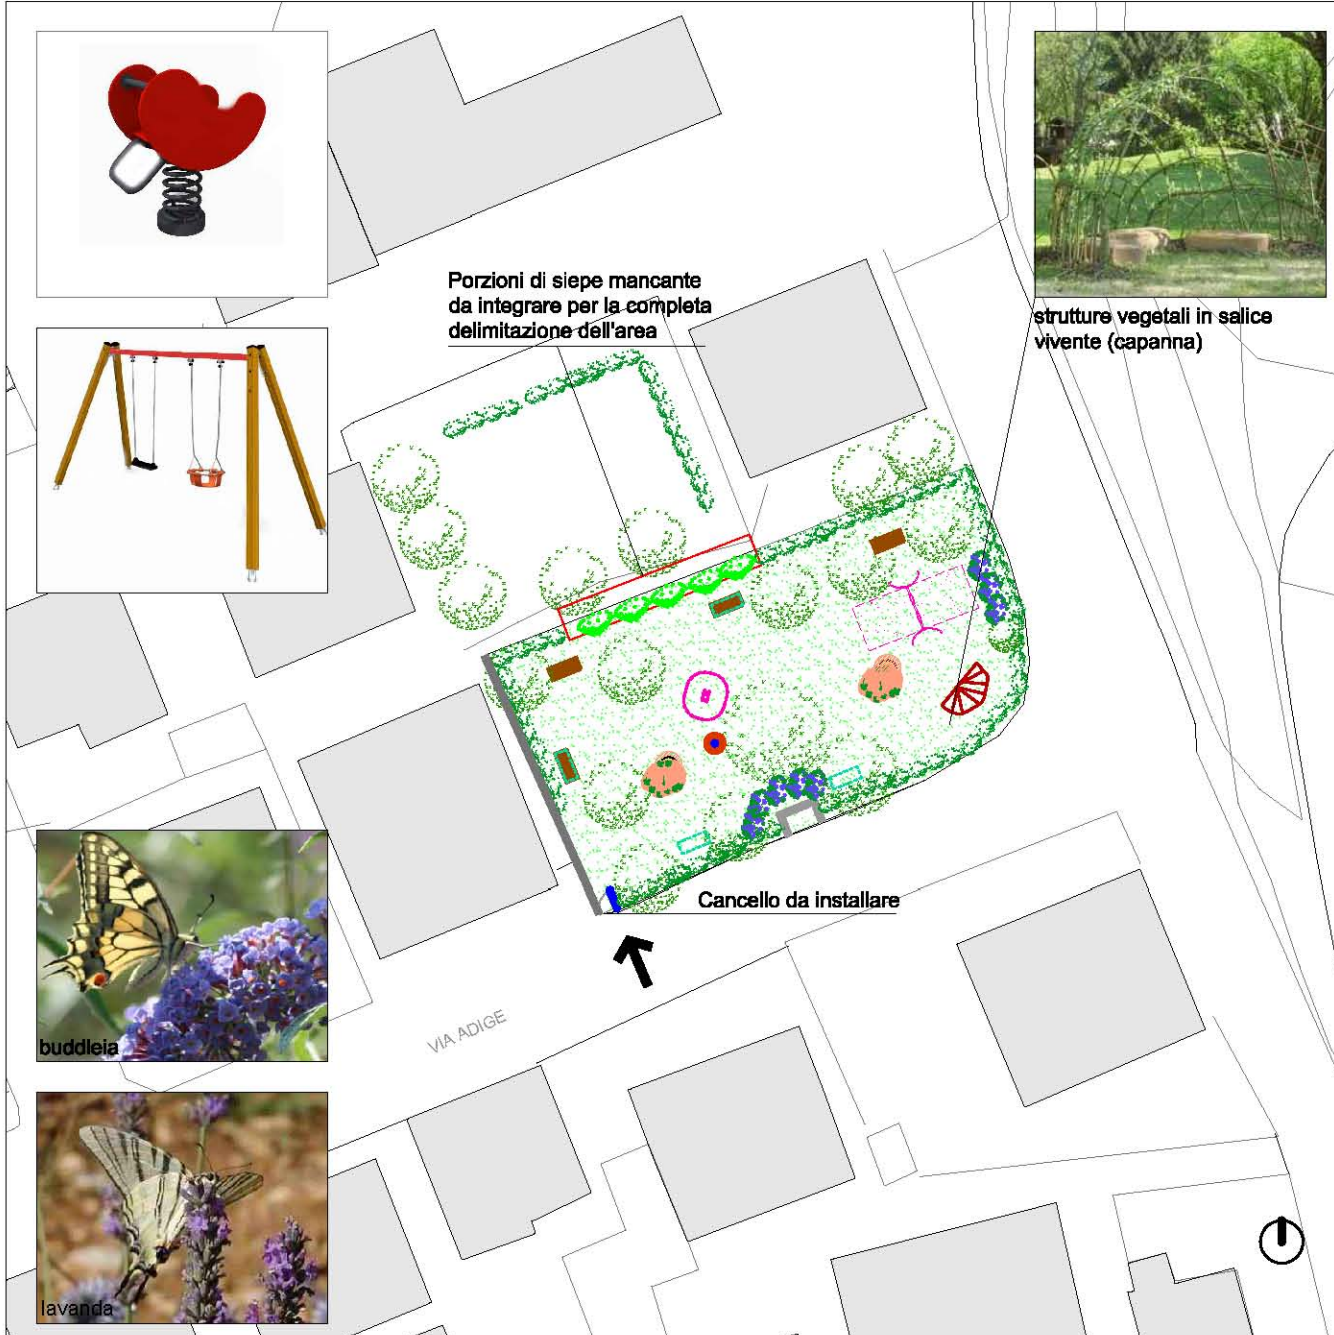 Porzioni di siepe mancante
da integrare per la completa
delimitazione dell'area
strutture vegetali in salice
vivente (capanna)
Cancello da installare
VIA ADIGE
buddleia
lavanda